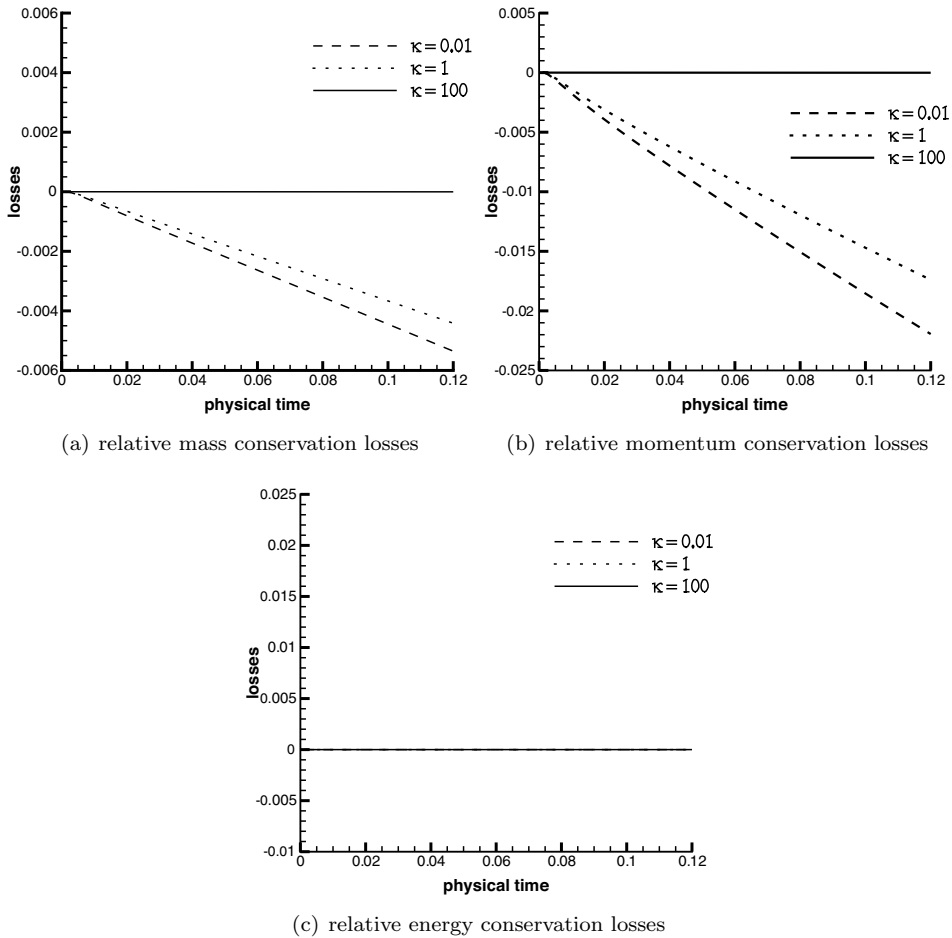 0.006
0.004
0.002
0
-0.002
-0.004
-0.006
losses
κ=0.01
κ=1
κ=100
0 0.02 0.04 0.06 0.08 0.1 0.12
physical time
(a) relative mass conservation losses
0.005
0
-0.005
-0.01
-0.015
-0.02
-0.025
losses
κ=0.01
κ=1
κ=100
0 0.02 0.04 0.06 0.08 0.1 0.12
physical time
(b) relative momentum conservation losses
0.025
0.02
0.015
0.01
0.005
0
-0.005
-0.01
losses
κ=0.01
κ=1
κ=100
0 0.02 0.04 0.06 0.08 0.1 0.12
physical time
(c) relative energy conservation losses